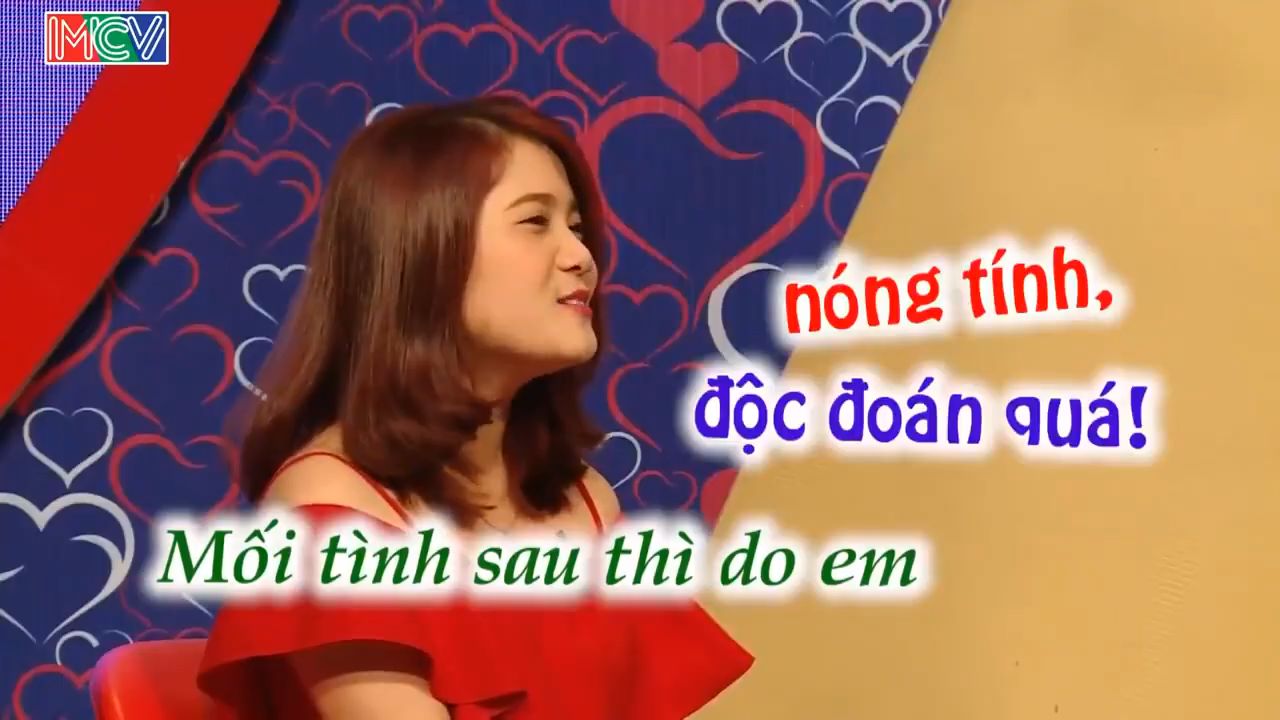 MCV
Mối tình sau thì do em
nóng tính,
độc đoán quá!